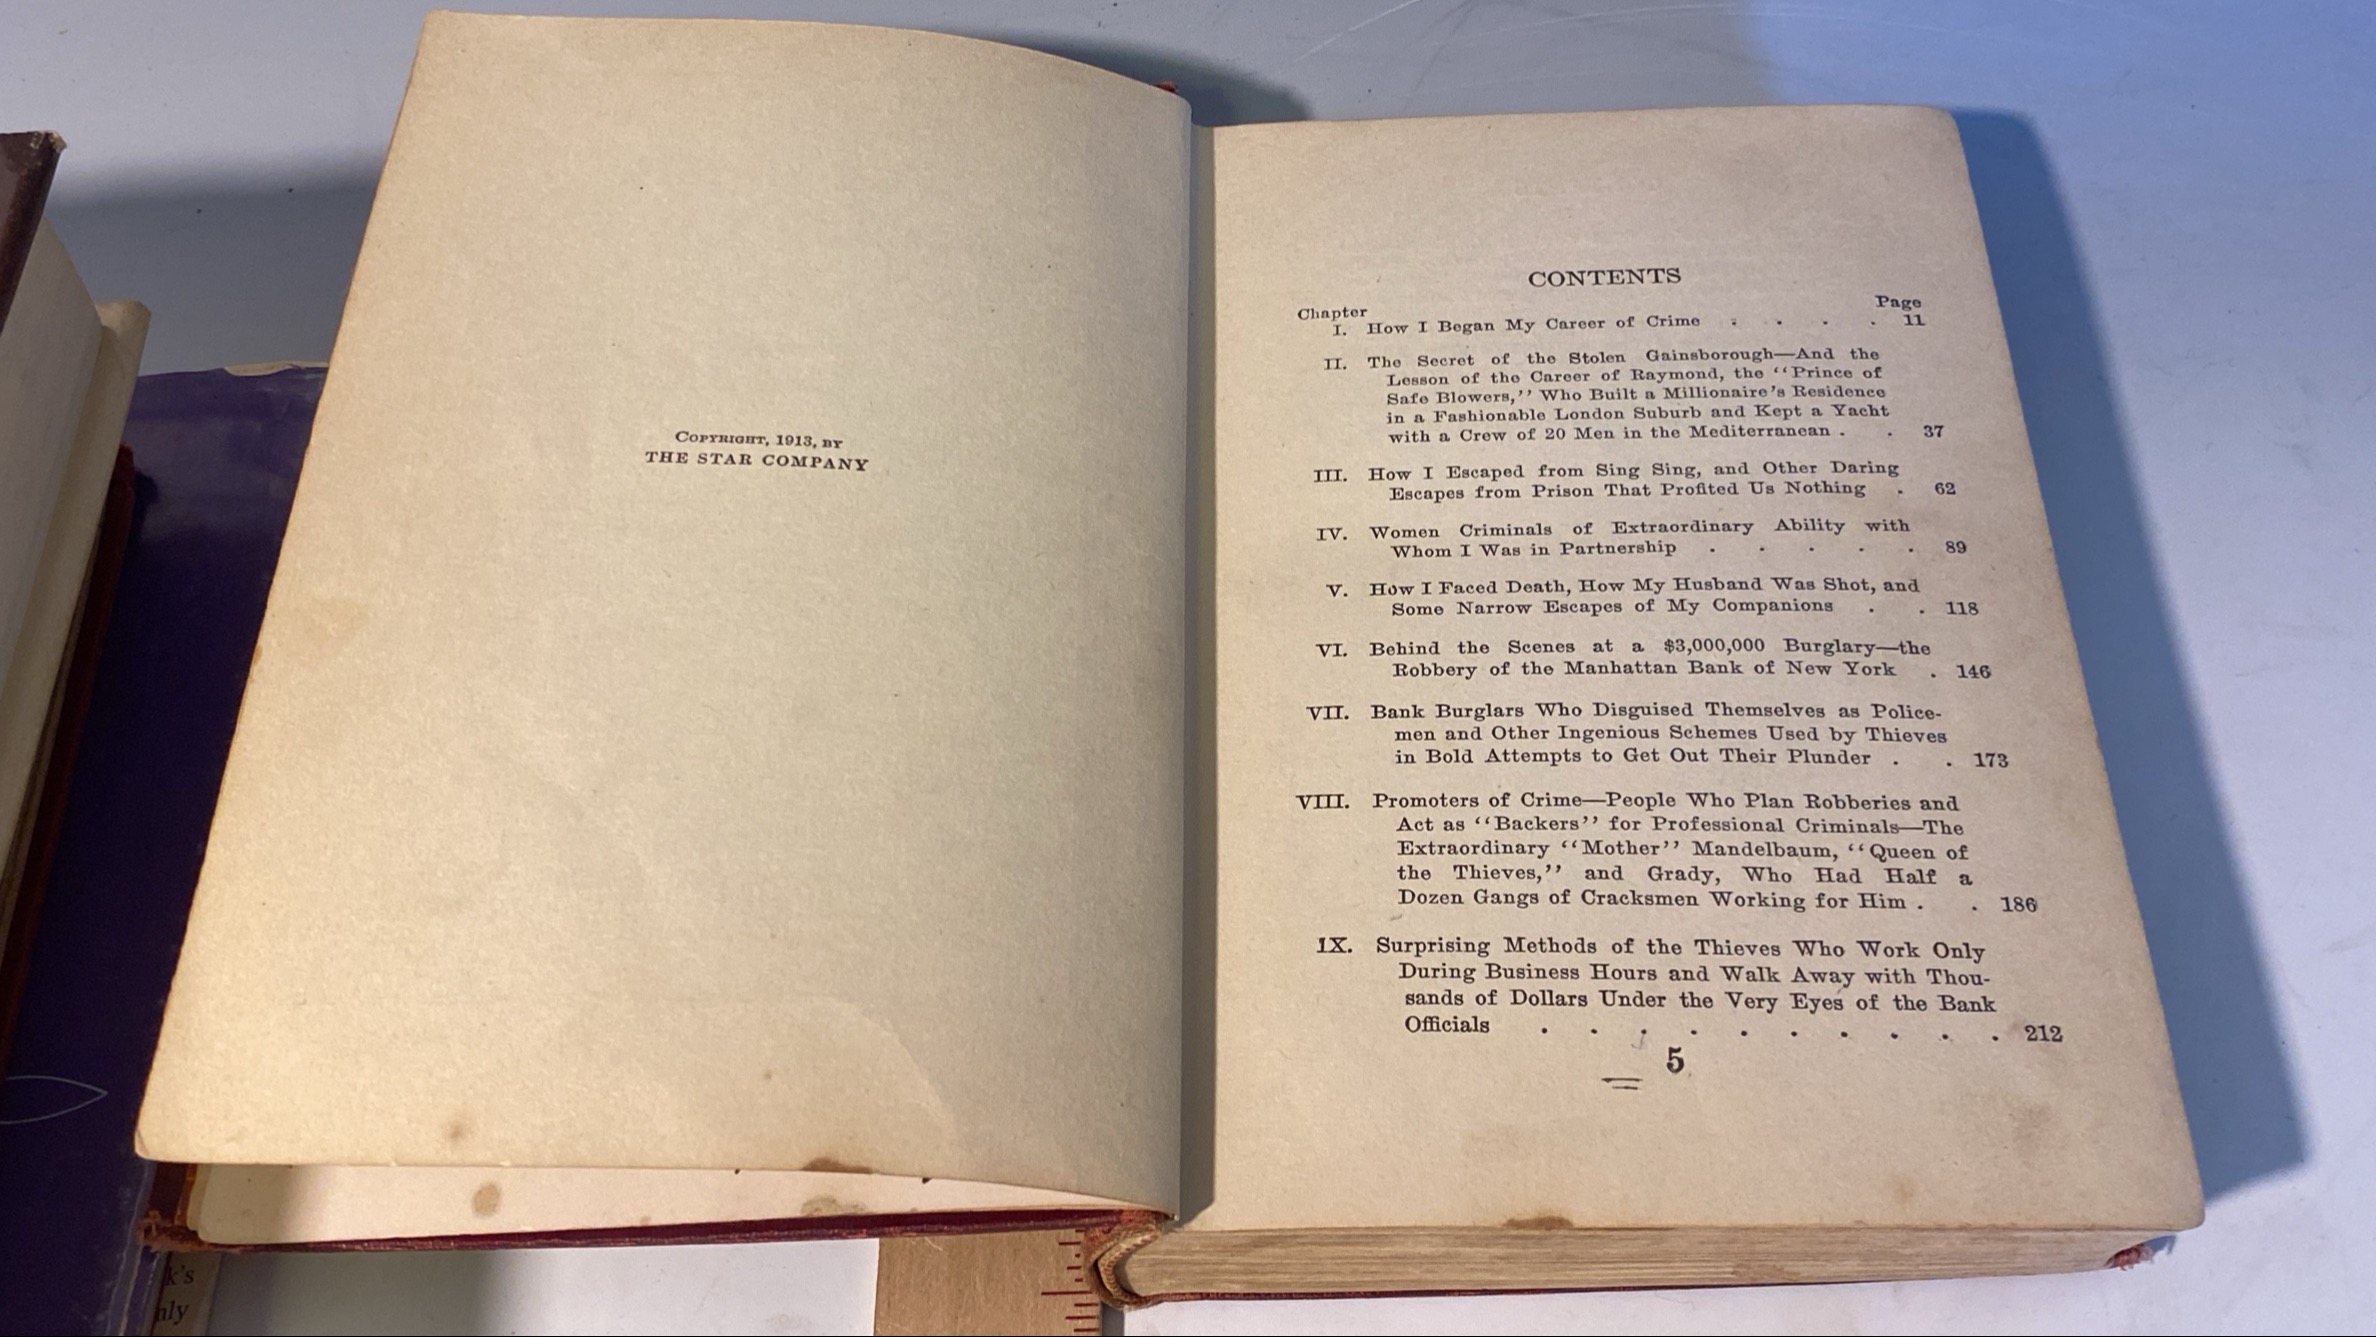 COPYRIGHT, 1913, BY
THE STAR COMPANY
CONTENTS
Chapter Page
I. How I Began My Career of Crime . . . . 11
II. The Secret of the Stolen Gainsborough—And the
Lesson of the Career of Raymond, the ‘‘Prince of
Safe Blowers,’’ Who Built a Millionaire’s Residence
in a Fashionable London Suburb and Kept a Yacht
with a Crew of 20 Men in the Mediterranean . . 37
III. How I Escaped from Sing Sing, and Other Daring
Escapes from Prison That Profited Us Nothing . 62
IV. Women Criminals of Extraordinary Ability with
Whom I Was in Partnership . . . . . 89
V. How I Faced Death, How My Husband Was Shot, and
Some Narrow Escapes of My Companions . . 118
VI. Behind the Scenes at a $3,000,000 Burglary—the
Robbery of the Manhattan Bank of New York . 146
VII. Bank Burglars Who Disguised Themselves as Police-
men and Other Ingenious Schemes Used by Thieves
in Bold Attempts to Get Out Their Plunder . . 173
VIII. Promoters of Crime—People Who Plan Robberies and
Act as ‘‘Backers’’ for Professional Criminals—The
Extraordinary ‘‘Mother’’ Mandelbaum, ‘‘Queen of
the Thieves,’’ and Grady, Who Had Half a
Dozen Gangs of Cracksmen Working for Him . . 186
IX. Surprising Methods of the Thieves Who Work Only
During Business Hours and Walk Away with Thou-
sands of Dollars Under the Very Eyes of the Bank
Officials . . . . . . . . . . 212
5
k's
nly